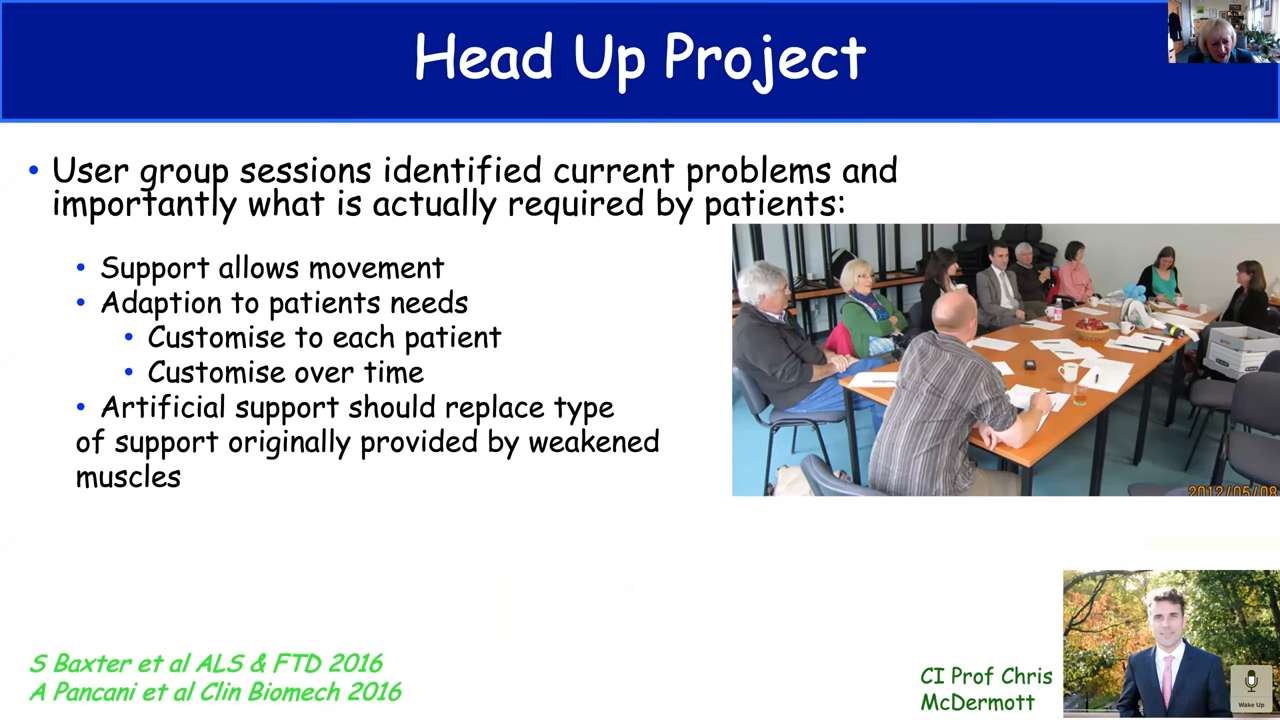 Head Up Project
• User group sessions identified current problems and
importantly what is actually required by patients:
• Support allows movement
• Adaption to patients needs
• Customise to each patient
• Customise over time
• Artificial support should replace type
of support originally provided by weakened
muscles
2012/05/08
S Baxter et al ALS & FTD 2016
A Pancani et al Clin Biomech 2016
CI Prof Chris
McDermott
Wake Up